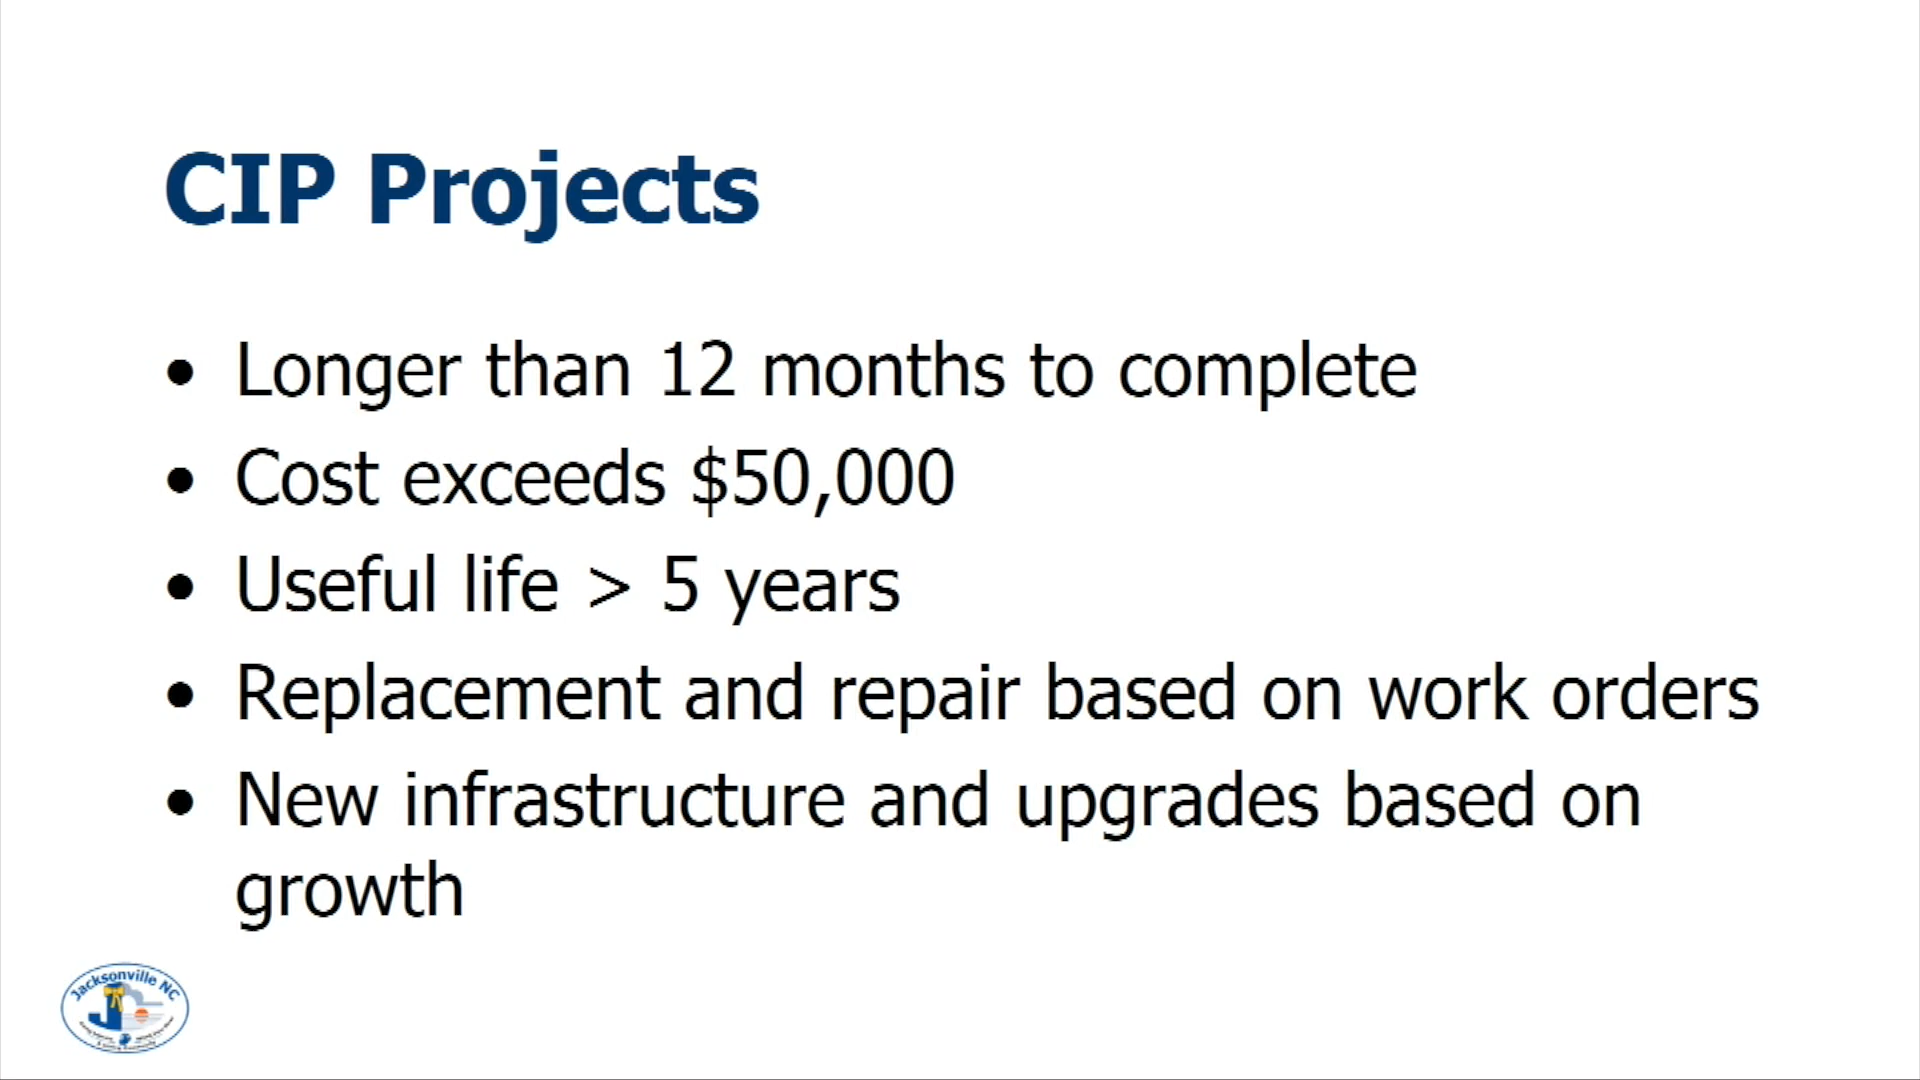 CIP Projects
• Longer than 12 months to complete
• Cost exceeds $50,000
• Useful life > 5 years
• Replacement and repair based on work orders
• New infrastructure and upgrades based on
growth
Jacksonville NC